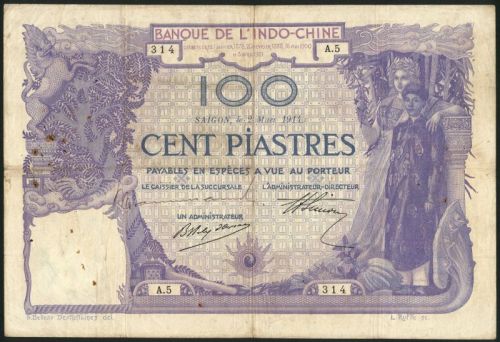 BANQUE DE L'INDO-CHINE
314
A.5
100
SAIGON, le 2 Mars 1914.
CENT PIASTRES
PAYABLES EN ESPÈCES A VUE AU PORTEUR
LE CAISSIER DE LA SUCCURSALE
L'ADMINISTRATEUR-DIRECTEUR
UN ADMINISTRATEUR
A.5
314